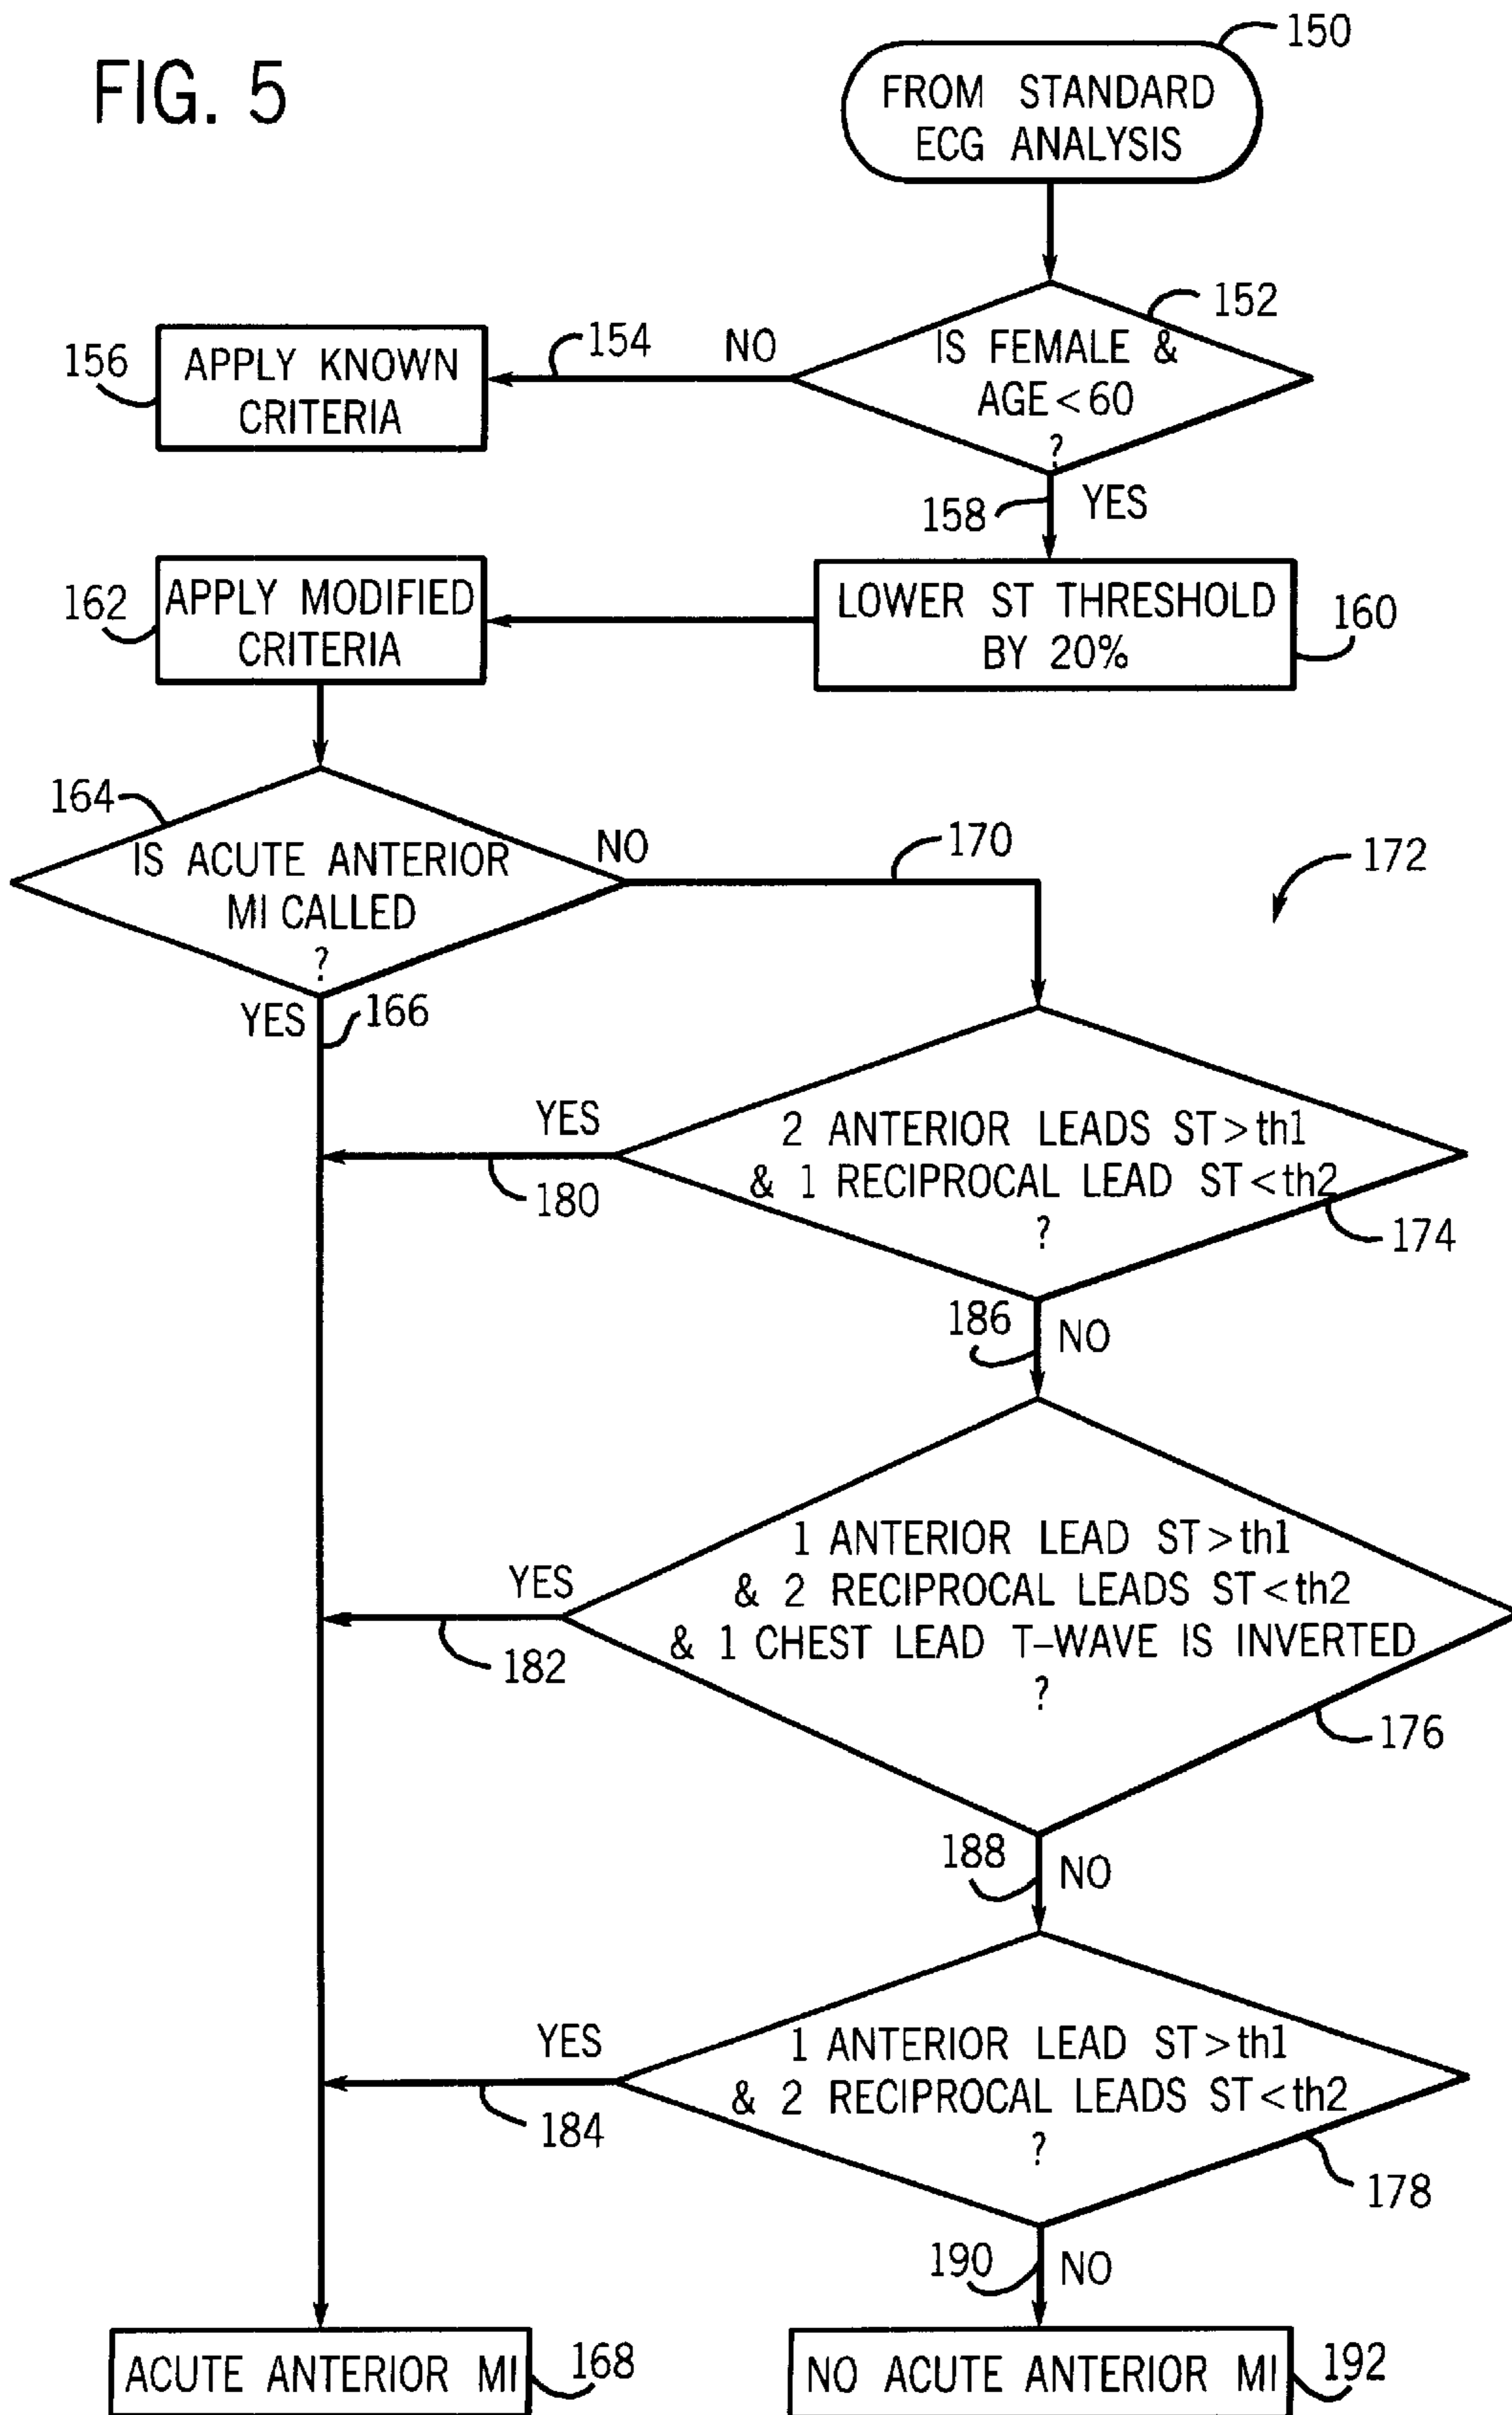 FIG. 5
150
FROM STANDARD
ECG ANALYSIS
152
IS FEMALE &
AGE < 60
?
NO
154
156
APPLY KNOWN
CRITERIA
158
YES
LOWER ST THRESHOLD
BY 20%
160
162
APPLY MODIFIED
CRITERIA
164
IS ACUTE ANTERIOR
MI CALLED
?
NO
170
172
YES
166
2 ANTERIOR LEADS ST > th1
& 1 RECIPROCAL LEAD ST < th2
?
YES
180
174
186
NO
1 ANTERIOR LEAD ST > th1
& 2 RECIPROCAL LEADS ST < th2
& 1 CHEST LEAD T-WAVE IS INVERTED
?
YES
182
176
188
NO
1 ANTERIOR LEAD ST > th1
& 2 RECIPROCAL LEADS ST < th2
?
YES
184
178
190
NO
ACUTE ANTERIOR MI
168
NO ACUTE ANTERIOR MI
192